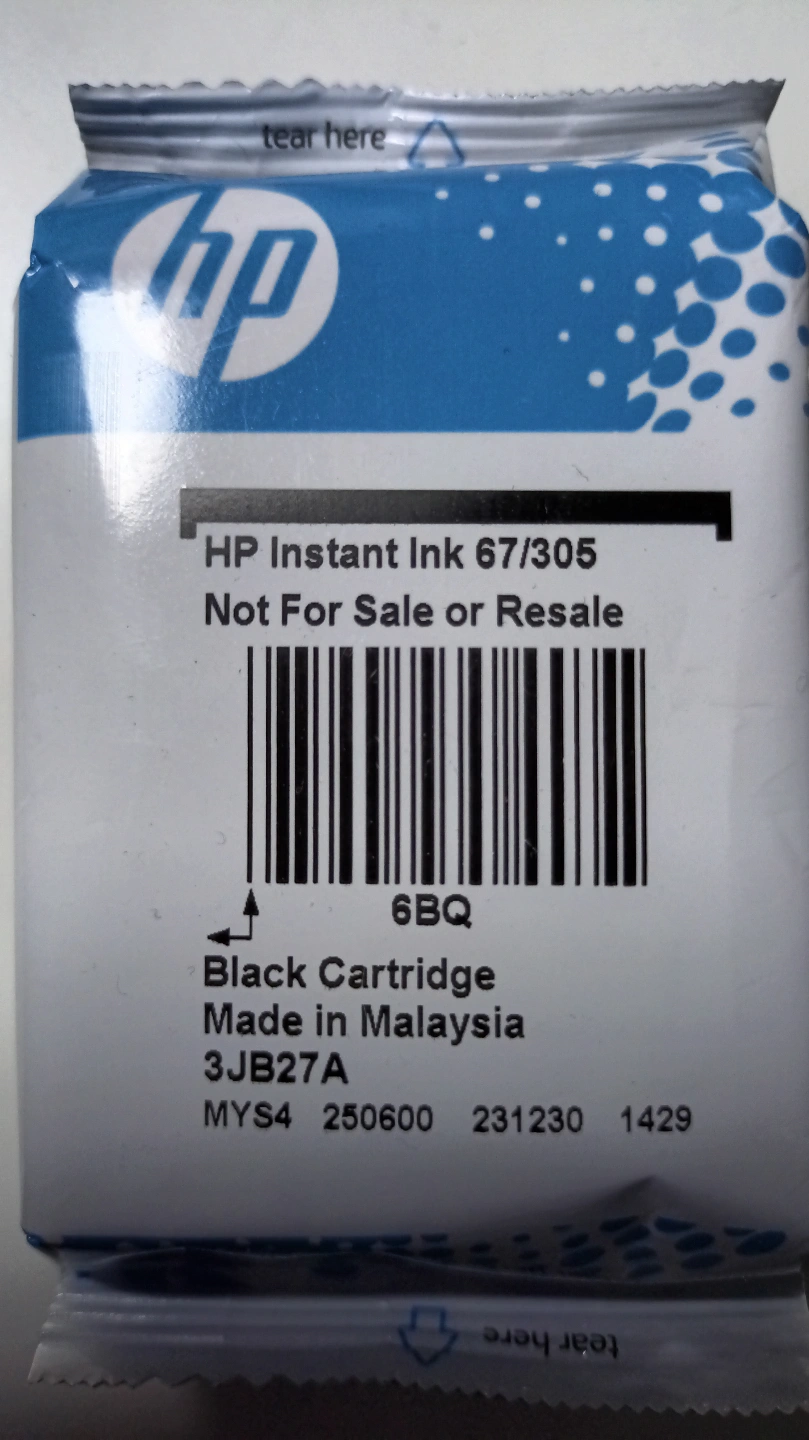 tear here
hp
HP Instant Ink 67/305
Not For Sale or Resale
6BQ
Black Cartridge
Made in Malaysia
3JB27A
MYS4 250600 231230 1429
tear here